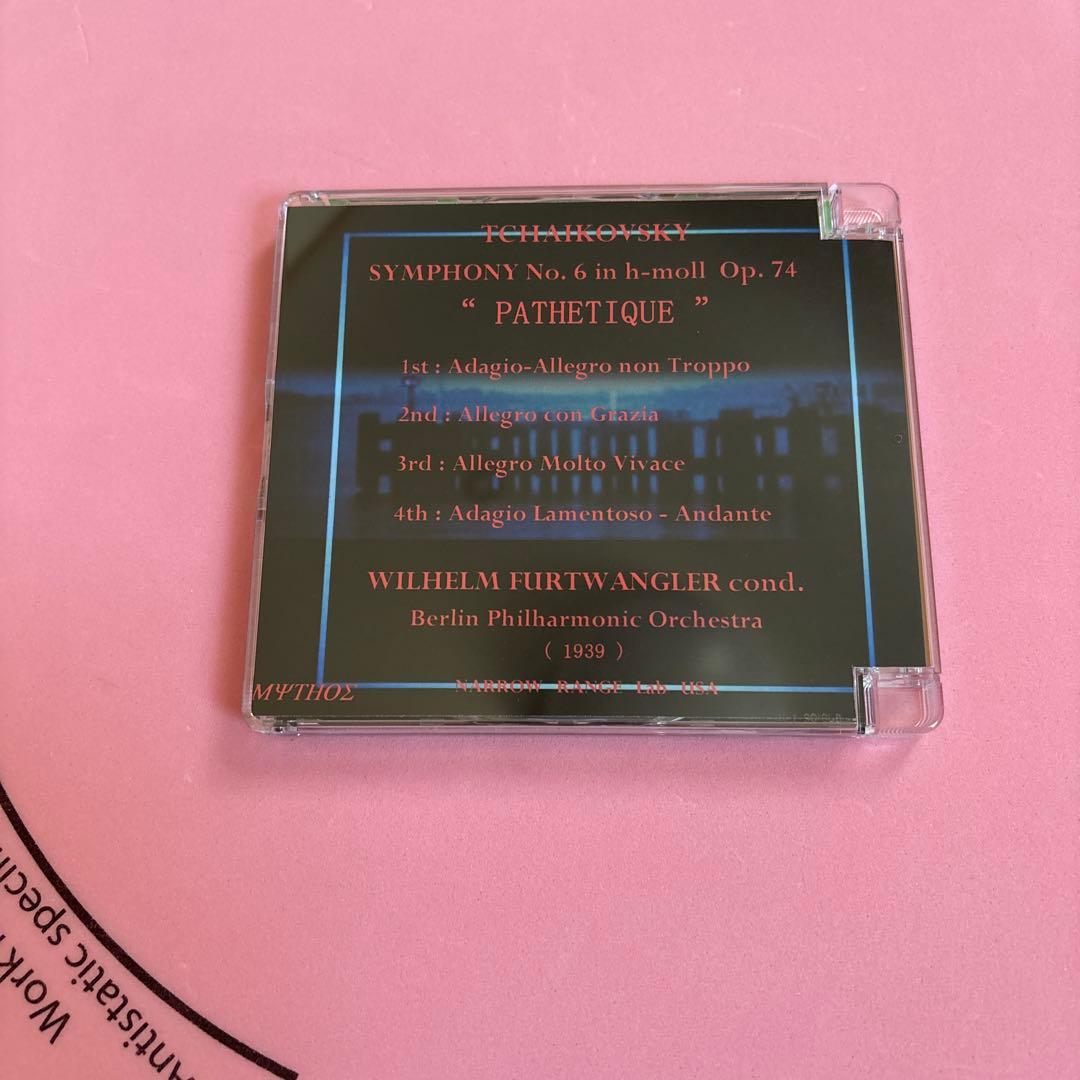 TCHAIKOVSKY
SYMPHONY No. 6 in h-moll Op. 74
“ PATHETIQUE ”
1st : Adagio-Allegro non Troppo
2nd : Allegro con Grazia
3rd : Allegro Molto Vivace
4th : Adagio Lamentoso - Andante
WILHELM FURTWANGLER cond.
Berlin Philharmonic Orchestra
( 1939 )
ΜΨΤΗΟΣ
NARROW RANGE Lab USA
Antistatic
Work